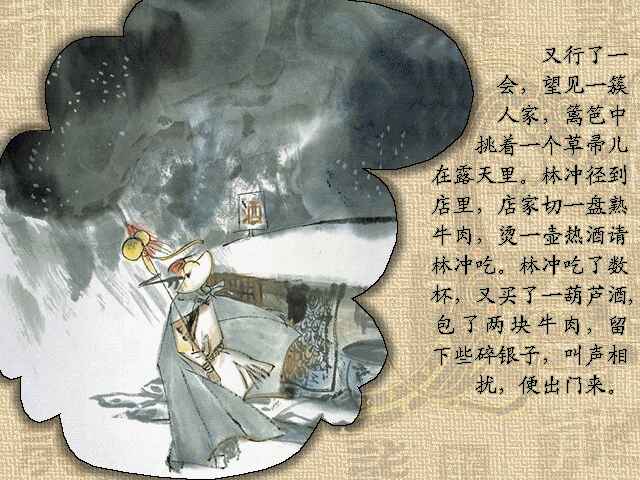 又行了一
会，望见一簇
人家，篱笆中
挑着一个草帚儿
在露天里。林冲径到
店里，店家切一盘熟
牛肉，烫一壶热酒请
林冲吃。林冲吃了数
杯，又买了一葫芦酒,
包了两块牛肉，留
下些碎银子，叫声相
扰，便出门来。
酒